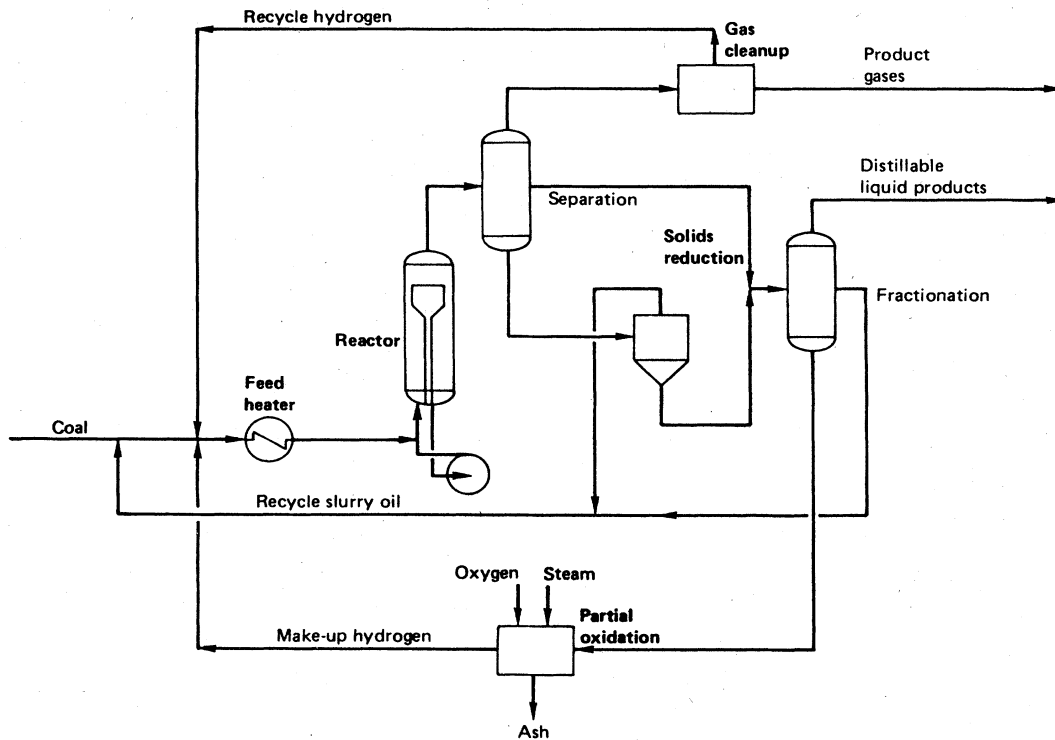 Recycle hydrogen
Gas
cleanup
Product
gases
Distillable
liquid products
Separation
Solids
reduction
Fractionation
Reactor
Feed
heater
Coal
Recycle slurry oil
Oxygen
Steam
Partial
oxidation
Make-up hydrogen
Ash